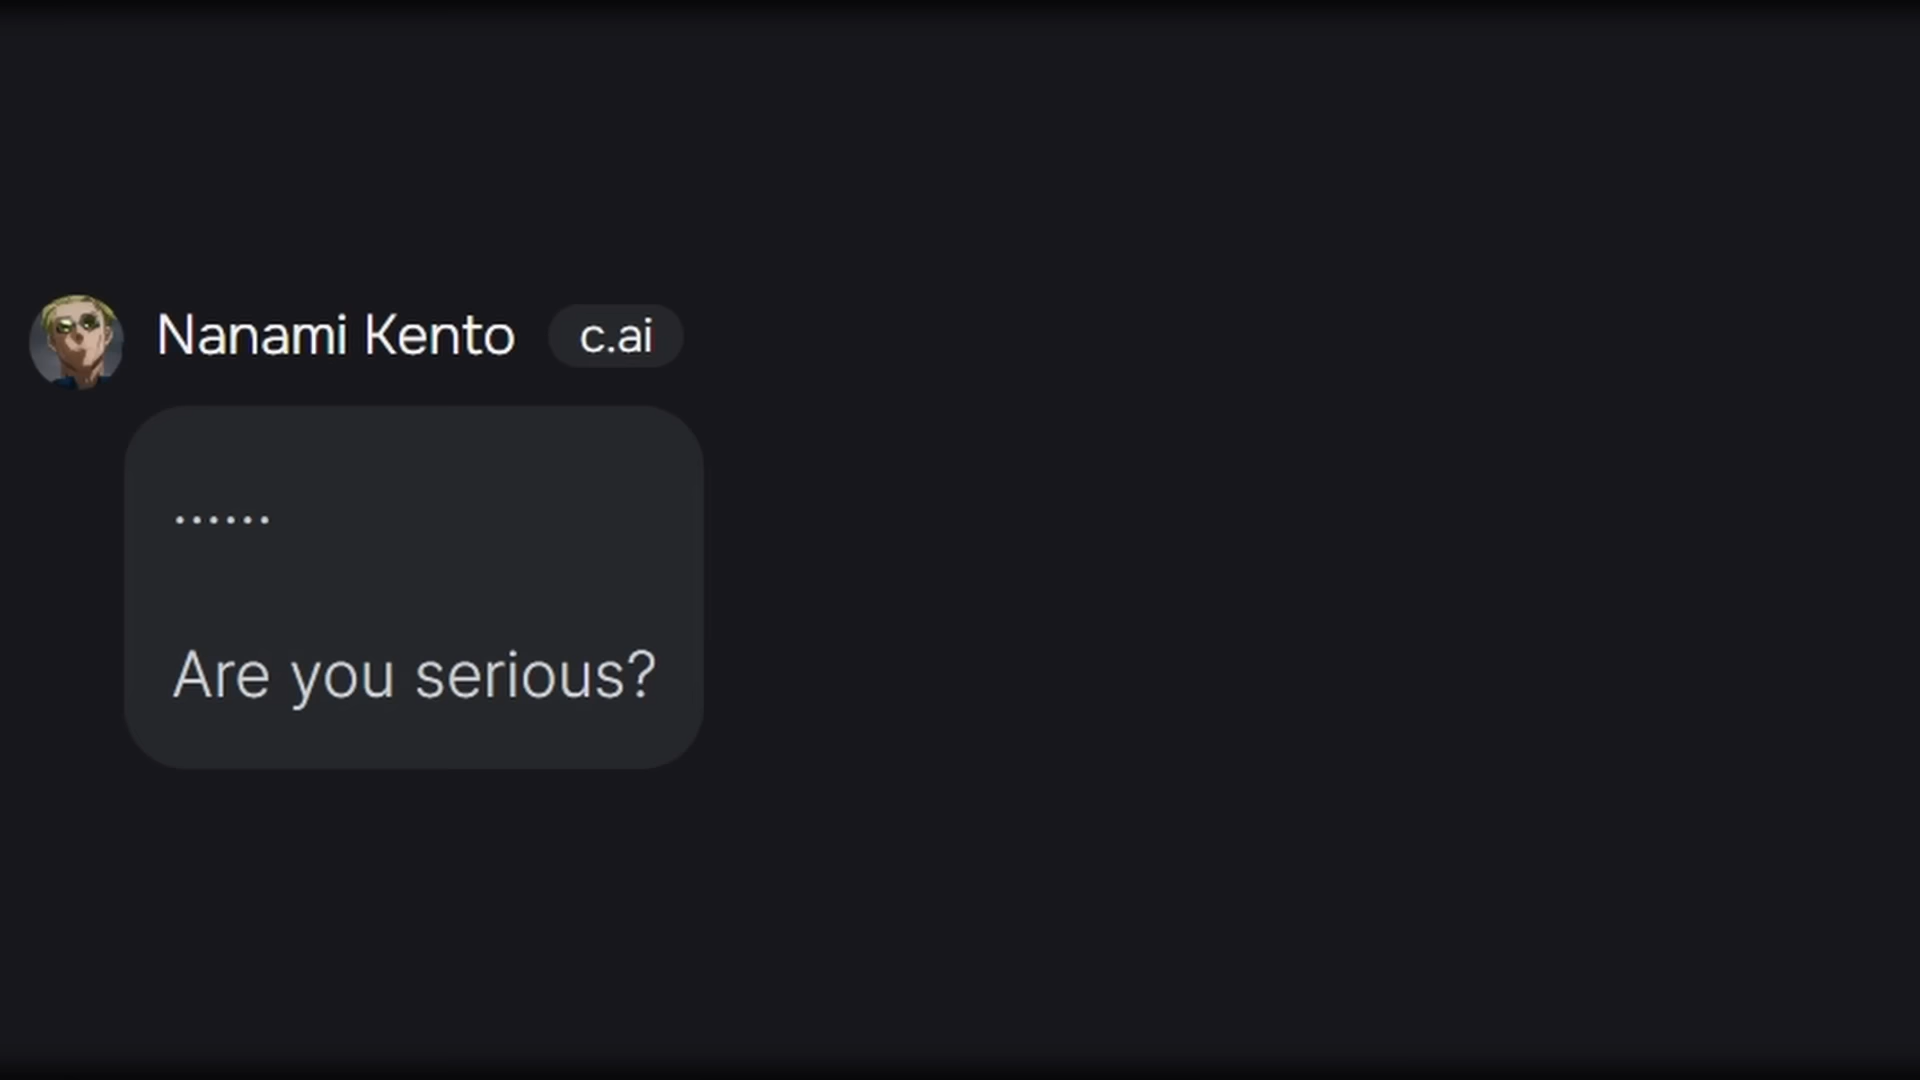 Nanami Kento c.ai
......
Are you serious?